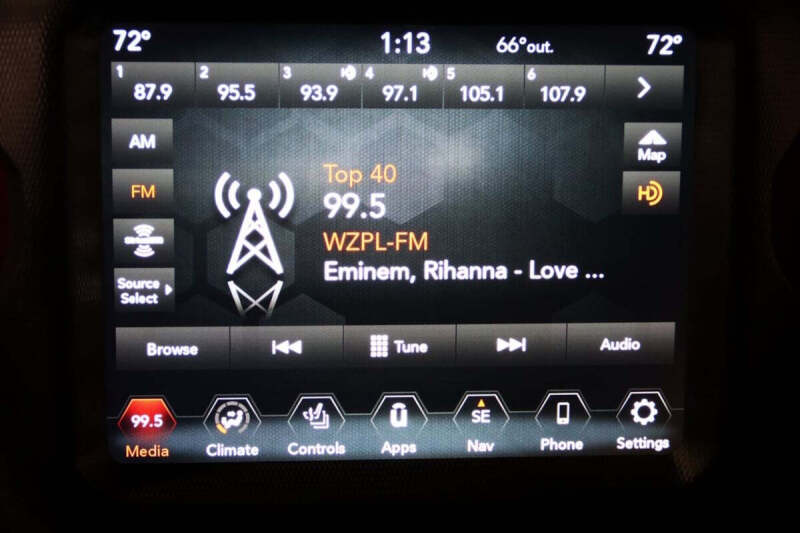 72° 1:13 66°out. 72°
1 2 3 4 5 6
87.9 95.5 93.9 97.1 105.1 107.9
AM
Map
FM
HD
Top 40
99.5
WZPL-FM
Eminem, Rihanna - Love ...
Source
Select
Browse Tune Audio
99.5 SE
Media Climate Controls Apps Nav Phone Settings